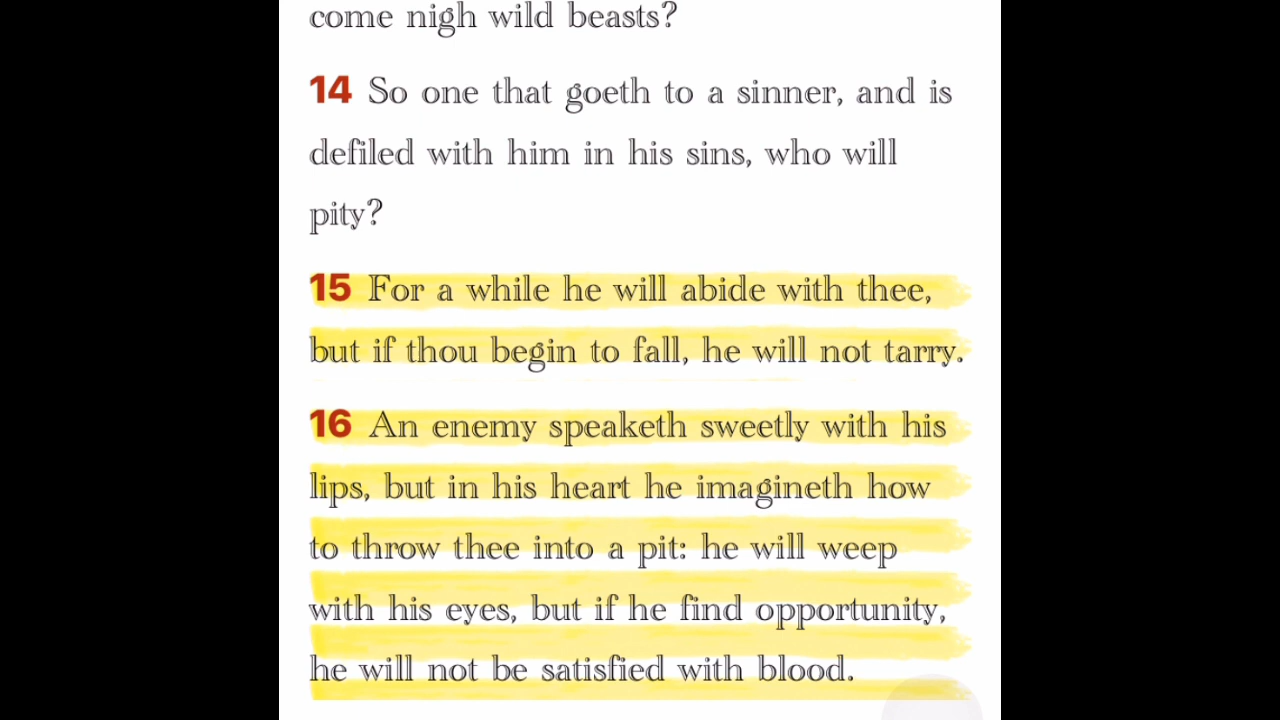 come nigh wild beasts?
14 So one that goeth to a sinner, and is
defiled with him in his sins, who will
pity?
15 For a while he will abide with thee,
but if thou begin to fall, he will not tarry.
16 An enemy speaketh sweetly with his
lips, but in his heart he imagineth how
to throw thee into a pit: he will weep
with his eyes, but if he find opportunity,
he will not be satisfied with blood.